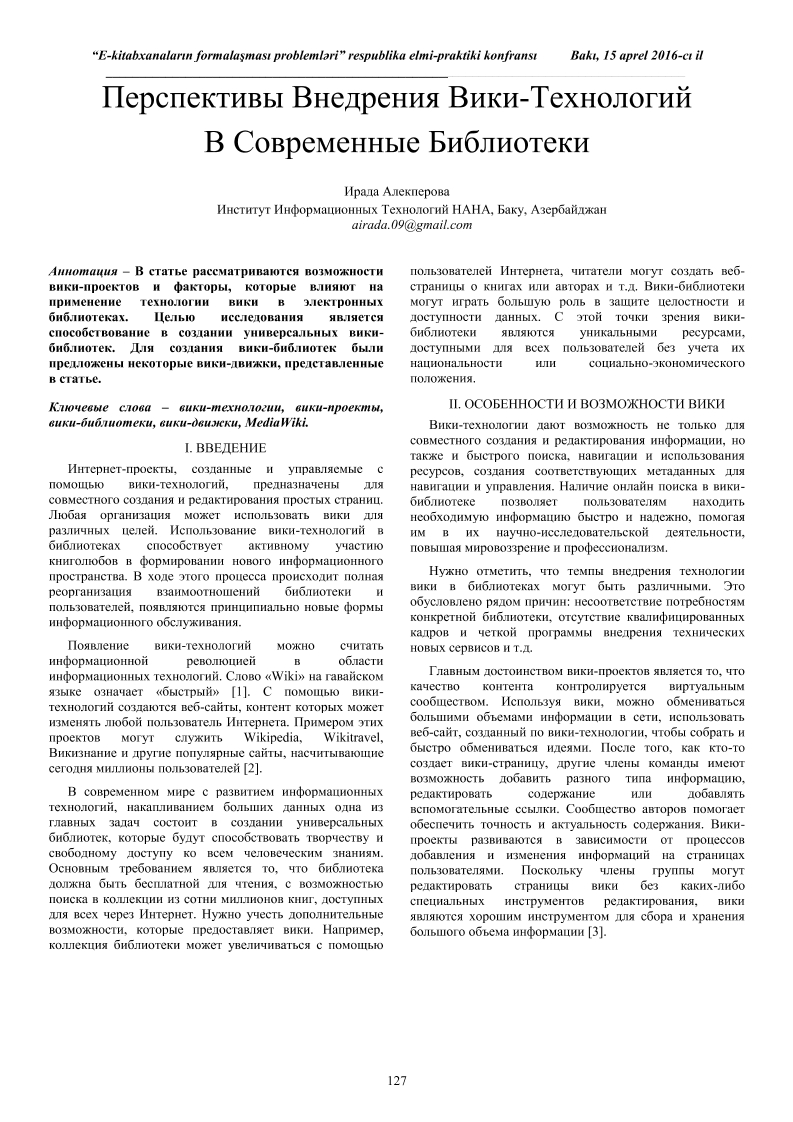 “E-kitabxanaların formalaşması problemləri” respublika elmi-praktiki konfransı Bakı, 15 aprel 2016-cı il
Перспективы Внедрения Вики-Технологий
В Современные Библиотеки
Ирада Алекперова
Институт Информационных Технологий НАНА, Баку, Азербайджан
airada.09@gmail.com
Аннотация – В статье рассматриваются возможности
вики-проектов и факторы, которые влияют на
применение технологии вики в электронных
библиотеках. Целью исследования является
способствование в создании универсальных вики-
библиотек. Для создания вики-библиотек были
предложены некоторые вики-движки, представленные
в статье.
Ключевые слова – вики-технологии, вики-проекты,
вики-библиотеки, вики-движки, MediaWiki.
I. ВВЕДЕНИЕ
Интернет-проекты, созданные и управляемые с
помощью вики-технологий, предназначены для
совместного создания и редактирования простых страниц.
Любая организация может использовать вики для
различных целей. Использование вики-технологий в
библиотеках способствует активному участию
книголюбов в формировании нового информационного
пространства. В ходе этого процесса происходит полная
реорганизация взаимоотношений библиотеки и
пользователей, появляются принципиально новые формы
информационного обслуживания.
Появление вики-технологий можно считать
информационной революцией в области
информационных технологий. Слово «Wiki» на гавайском
языке означает «быстрый» [1]. С помощью вики-
технологий создаются веб-сайты, контент которых может
изменять любой пользователь Интернета. Примером этих
проектов могут служить Wikipedia, Wikitravel,
Викизнание и другие популярные сайты, насчитывающие
сегодня миллионы пользователей [2].
В современном мире с развитием информационных
технологий, накапливанием больших данных одна из
главных задач состоит в создании универсальных
библиотек, которые будут способствовать творчеству и
свободному доступу ко всем человеческим знаниям.
Основным требованием является то, что библиотека
должна быть бесплатной для чтения, с возможностью
поиска в коллекции из сотни миллионов книг, доступных
для всех через Интернет. Нужно учесть дополнительные
возможности, которые предоставляет вики. Например,
коллекция библиотеки может увеличиваться с помощью
пользователей Интернета, читатели могут создать веб-
страницы о книгах или авторах и т.д. Вики-библиотеки
могут играть большую роль в защите целостности и
доступности данных. С этой точки зрения вики-
библиотеки являются уникальными ресурсами,
доступными для всех пользователей без учета их
национальности или социально-экономического
положения.
II. ОСОБЕННОСТИ И ВОЗМОЖНОСТИ ВИКИ
Вики-технологии дают возможность не только для
совместного создания и редактирования информации, но
также и быстрого поиска, навигации и использования
ресурсов, создания соответствующих метаданных для
навигации и управления. Наличие онлайн поиска в вики-
библиотеке позволяет пользователям находить
необходимую информацию быстро и надежно, помогая
им в их научно-исследовательской деятельности,
повышая мировоззрение и профессионализм.
Нужно отметить, что темпы внедрения технологии
вики в библиотеках могут быть различными. Это
обусловлено рядом причин: несоответствие потребностям
конкретной библиотеки, отсутствие квалифицированных
кадров и четкой программы внедрения технических
новых сервисов и т.д.
Главным достоинством вики-проектов является то, что
качество контента контролируется виртуальным
сообществом. Используя вики, можно обмениваться
большими объемами информации в сети, использовать
веб-сайт, созданный по вики-технологии, чтобы собрать и
быстро обмениваться идеями. После того, как кто-то
создает вики-страницу, другие члены команды имеют
возможность добавить разного типа информацию,
редактировать содержание или добавлять
вспомогательные ссылки. Сообщество авторов помогает
обеспечить точность и актуальность содержания. Вики-
проекты развиваются в зависимости от процессов
добавления и изменения информаций на страницах
пользователями. Поскольку члены группы могут
редактировать страницы вики без каких-либо
специальных инструментов редактирования, вики
являются хорошим инструментом для сбора и хранения
большого объема информации [3].
127